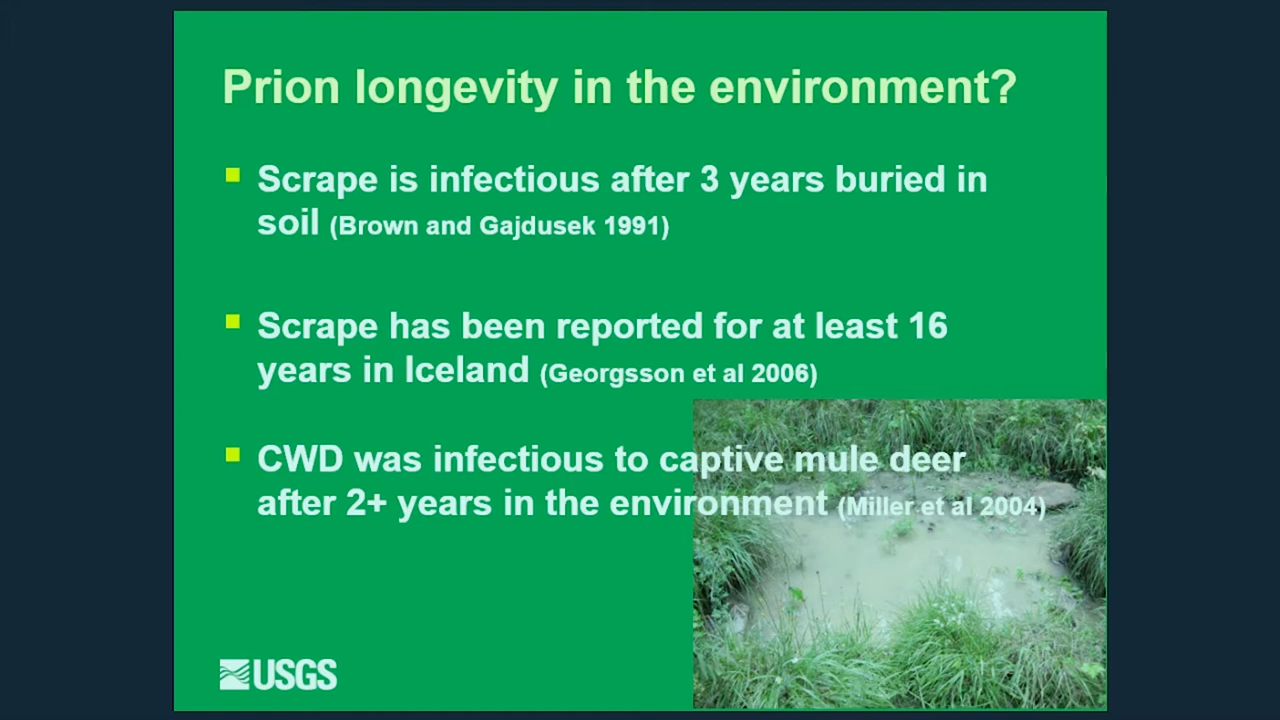 Prion longevity in the environment?
Scrape is infectious after 3 years buried in
soil (Brown and Gajdusek 1991)
Scrape has been reported for at least 16
years in Iceland (Georgsson et al 2006)
CWD was infectious to captive mule deer
after 2+ years in the environment (Miller et al 2004)
USGS